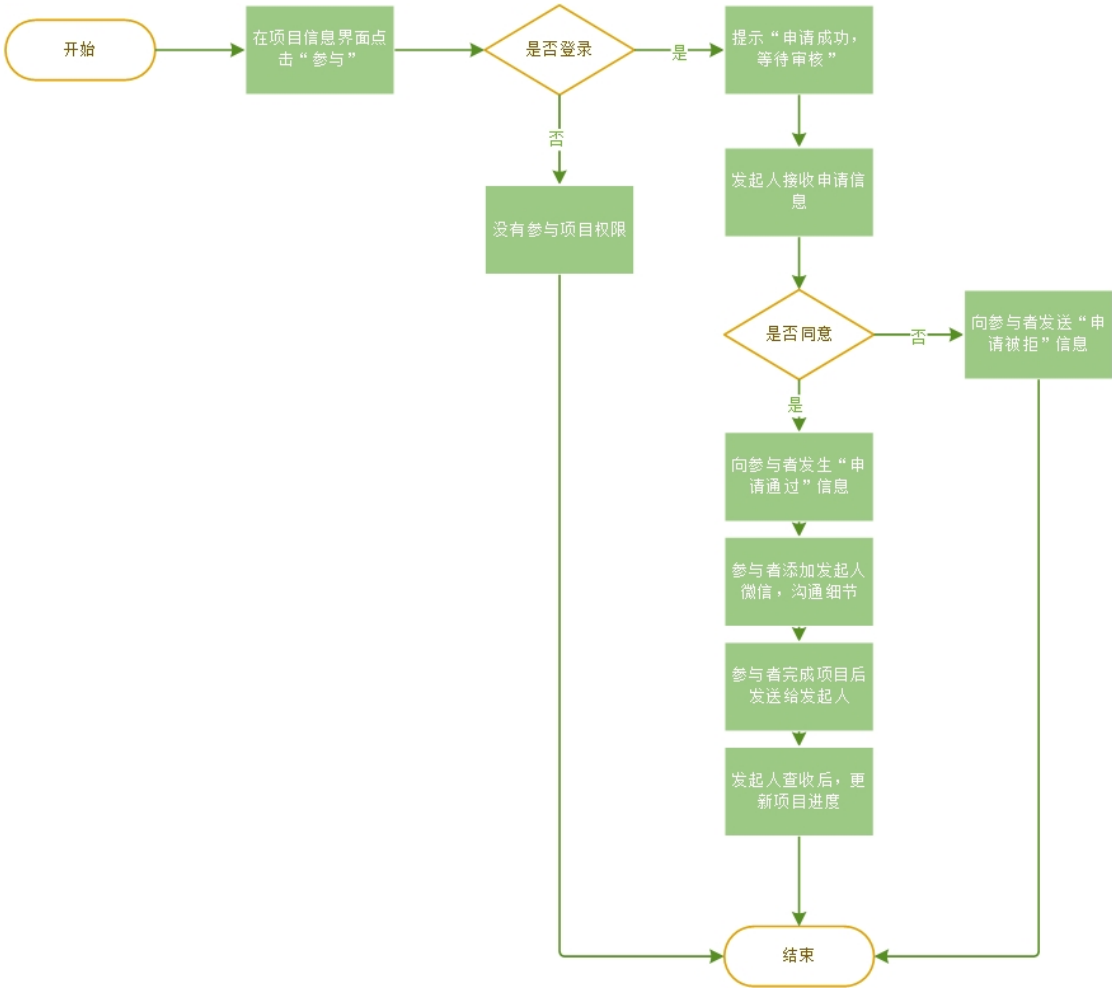 开始
在项目信息界面点
击“参与”
是否登录
是
提示“申请成功，
等待审核”
否
没有参与项目权限
发起人接收申请信
息
是否同意
否
向参与者发送“申
请被拒”信息
是
向参与者发生“申
请通过”信息
参与者添加发起人
微信，沟通细节
参与者完成项目后
发送给发起人
发起人查收后，更
新项目进度
结束